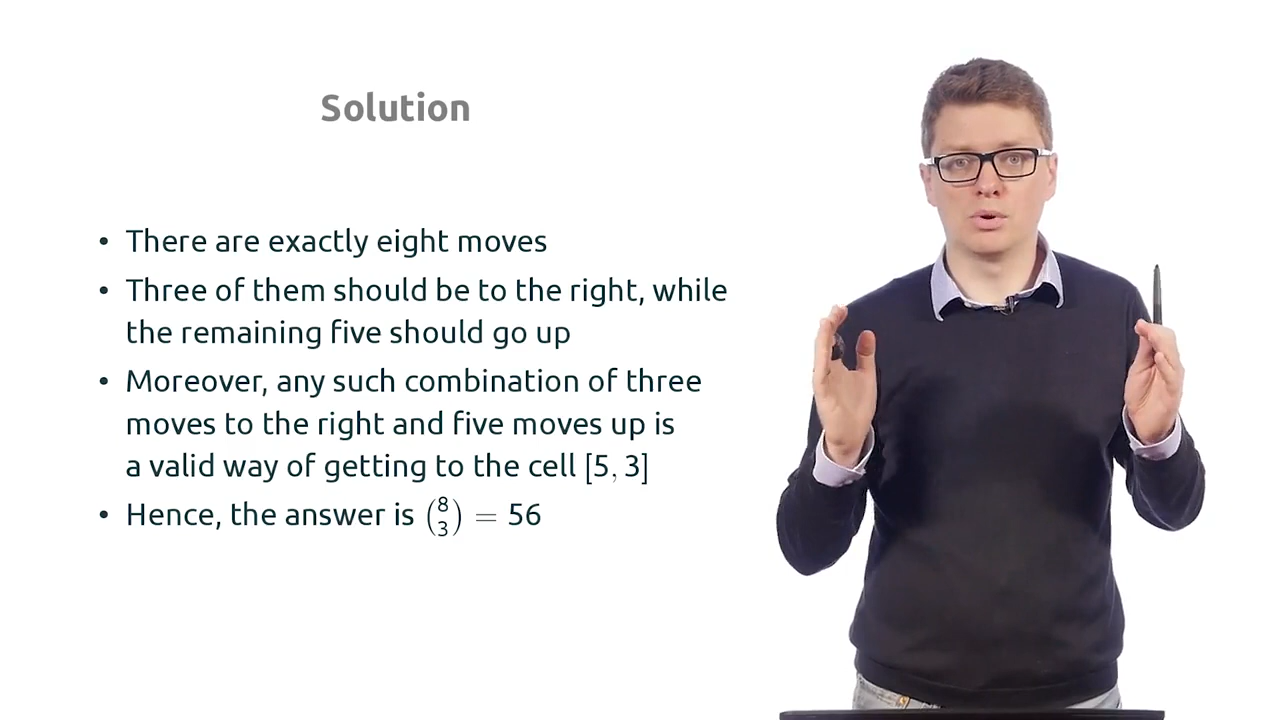 Solution
• There are exactly eight moves
• Three of them should be to the right, while
the remaining five should go up
• Moreover, any such combination of three
moves to the right and five moves up is
a valid way of getting to the cell [5, 3]
• Hence, the answer is (8 3) = 56